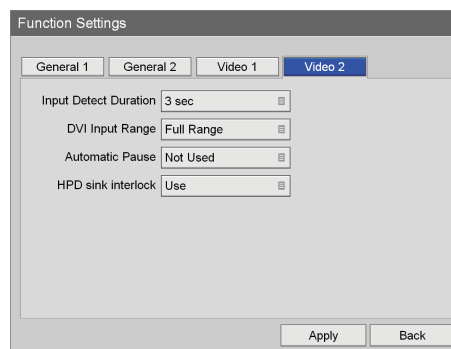 Function Settings
General 1 General 2 Video 1 Video 2
Input Detect Duration 3 sec
DVI Input Range Full Range
Automatic Pause Not Used
HPD sink interlock Use
Apply Back